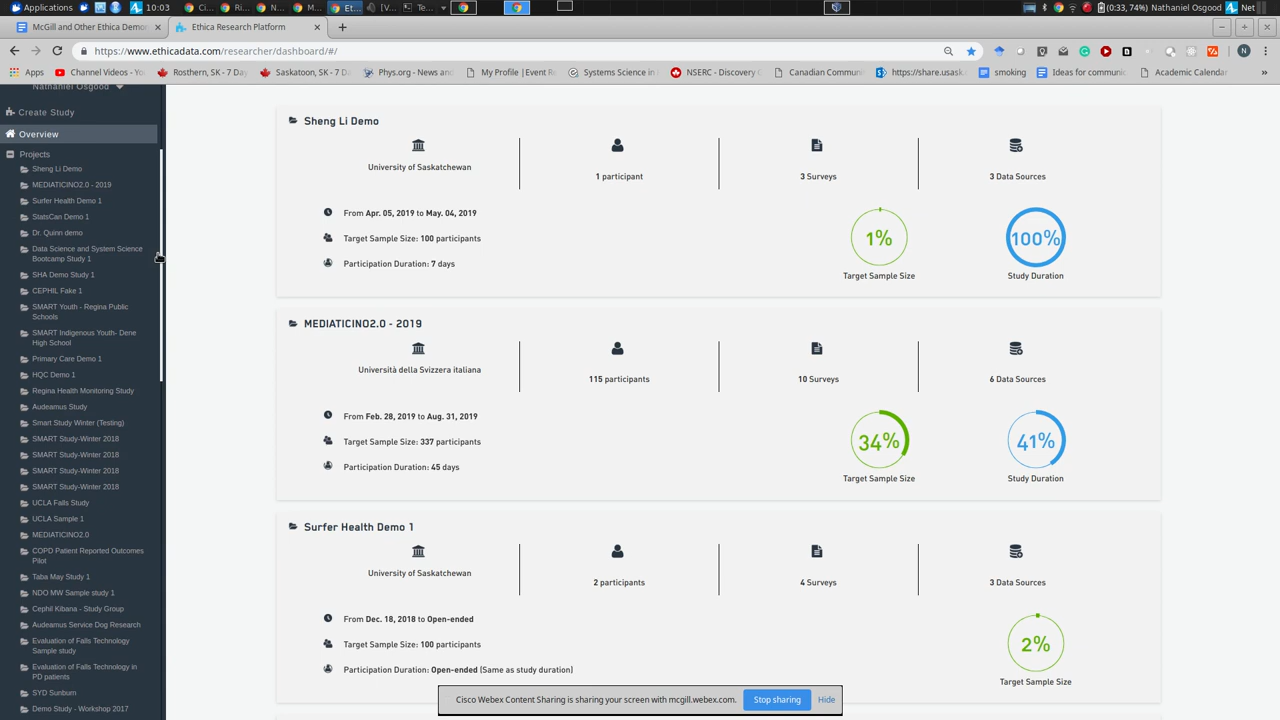 Applications
10:03
Cica
Ri
N
M
Et
[V
Te
(0:33, 74%)
Nathaniel Osgood
Net
McGill and Other Ethica Dem
Ethica Research Platform
https://www.ethicadata.com/researcher/dashboard/#/
N
Apps
Channel Videos - Yo
Rosthern, SK - 7 Day
Saskatoon, SK - 7 D
Phys.org - News an
My Profile | Event R
Systems Science in
NSERC - Discovery
Canadian Commun
https://share.usask.
smoking
Ideas for communic
Academic Calendar
»
Nathaniel Osgood
Create Study
Overview
Projects
Sheng Li Demo
MEDIATICINO2.0 - 2019
Surfer Health Demo 1
StatsCan Demo 1
Dr. Quinn demo
Data Science and System Science
Bootcamp Study 1
SHA Demo Study 1
CEPHIL Fake 1
SMART Youth - Regina Public
Schools
SMART Indigenous Youth- Dene
High School
Primary Care Demo 1
HQC Demo 1
Regina Health Monitoring Study
Audeamus Study
Smart Study Winter (Testing)
SMART Study-Winter 2018
SMART Study-Winter 2018
SMART Study-Winter 2018
SMART Study-Winter 2018
UCLA Falls Study
UCLA Sample 1
MEDIATICINO2.0
COPD Patient Reported Outcomes
Pilot
Taba May Study 1
NDO MW Sample study 1
Cephil Kibana - Study Group
Audeamus Service Dog Research
Evaluation of Falls Technology
Sample study
Evaluation of Falls Technology in
PD patients
SYD Sunburn
Demo Study - Workshop 2017
Sheng Li Demo
University of Saskatchewan
1 participant
3 Surveys
3 Data Sources
From Apr. 05, 2019 to May. 04, 2019
Target Sample Size: 100 participants
Participation Duration: 7 days
1%
Target Sample Size
100%
Study Duration
MEDIATICINO2.0 - 2019
Università della Svizzera italiana
115 participants
10 Surveys
6 Data Sources
From Feb. 28, 2019 to Aug. 31, 2019
Target Sample Size: 337 participants
Participation Duration: 45 days
34%
Target Sample Size
41%
Study Duration
Surfer Health Demo 1
University of Saskatchewan
2 participants
4 Surveys
3 Data Sources
From Dec. 18, 2018 to Open-ended
Target Sample Size: 100 participants
Participation Duration: Open-ended (Same as study duration)
2%
Target Sample Size
Cisco Webex Content Sharing is sharing your screen with mcgill.webex.com.
Stop sharing
Hide